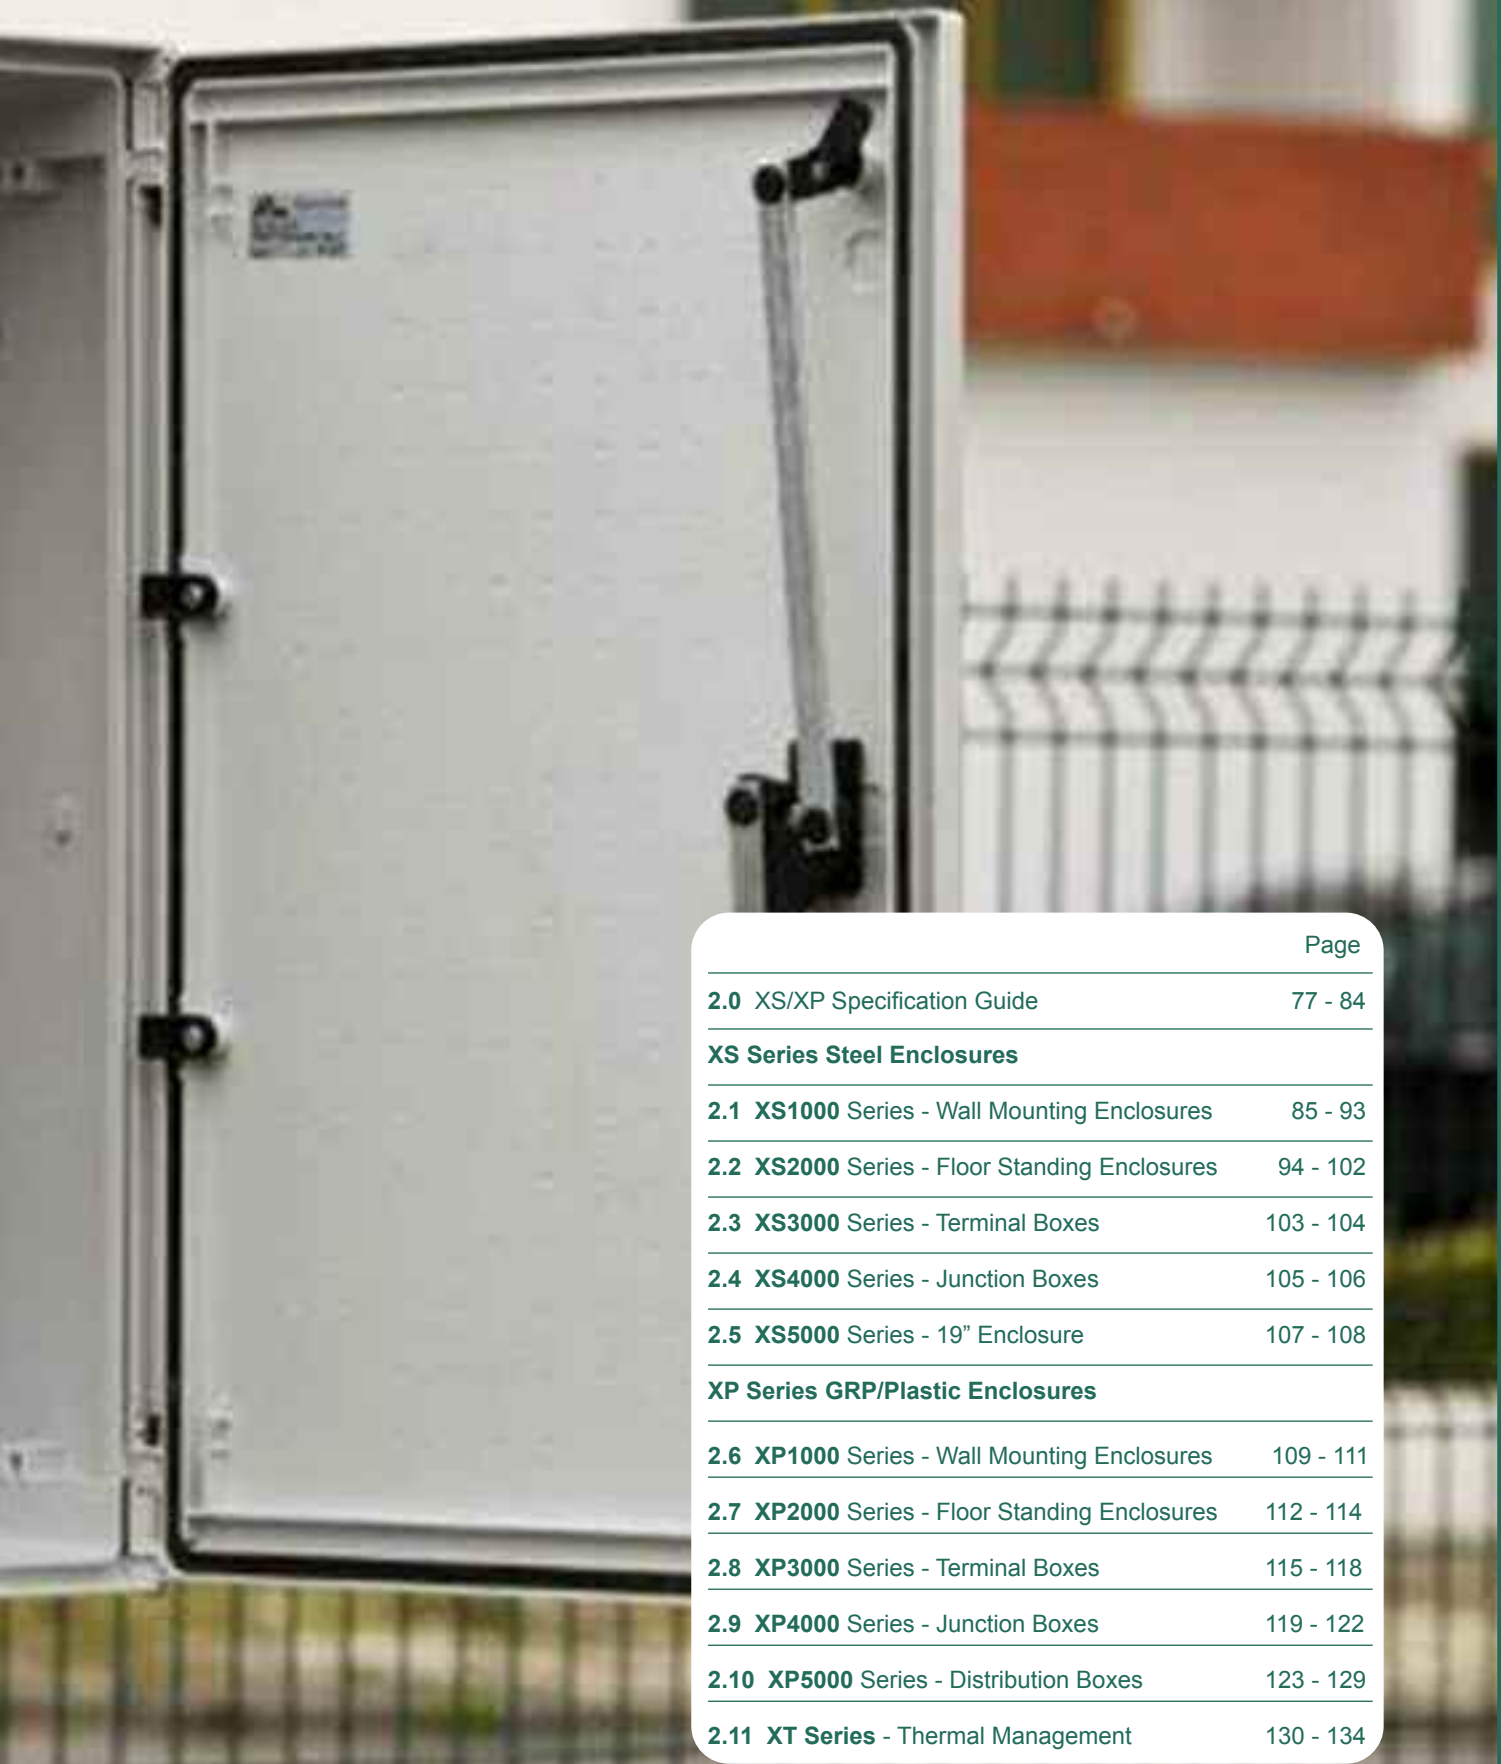 Page
2.0 XS/XP Specification Guide 77 - 84
XS Series Steel Enclosures
2.1 XS1000 Series - Wall Mounting Enclosures 85 - 93
2.2 XS2000 Series - Floor Standing Enclosures 94 - 102
2.3 XS3000 Series - Terminal Boxes 103 - 104
2.4 XS4000 Series - Junction Boxes 105 - 106
2.5 XS5000 Series - 19” Enclosure 107 - 108
XP Series GRP/Plastic Enclosures
2.6 XP1000 Series - Wall Mounting Enclosures 109 - 111
2.7 XP2000 Series - Floor Standing Enclosures 112 - 114
2.8 XP3000 Series - Terminal Boxes 115 - 118
2.9 XP4000 Series - Junction Boxes 119 - 122
2.10 XP5000 Series - Distribution Boxes 123 - 129
2.11 XT Series - Thermal Management 130 - 134